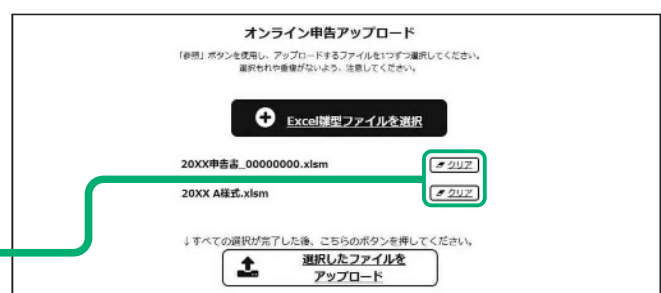 オンライン申告アップロード
「参照」ボタンを使用し、アップロードするファイルを1つずつ選択してください。
選択もれや重複がないよう、注意してください。
Excel雛型ファイルを選択
20XX申告書_00000000.xlsm
クリア
20XX A様式.xlsm
クリア
↓すべての選択が完了した後、こちらのボタンを押してください。
選択したファイルを
アップロード